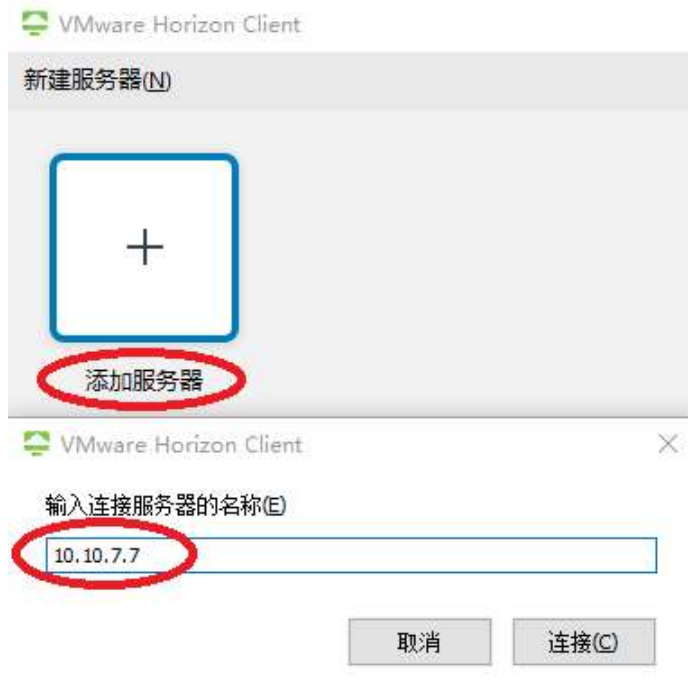 VMware Horizon Client
新建服务器(N)
添加服务器
VMware Horizon Client
输入连接服务器的名称(E)
10.10.7.7
取消
连接(C)